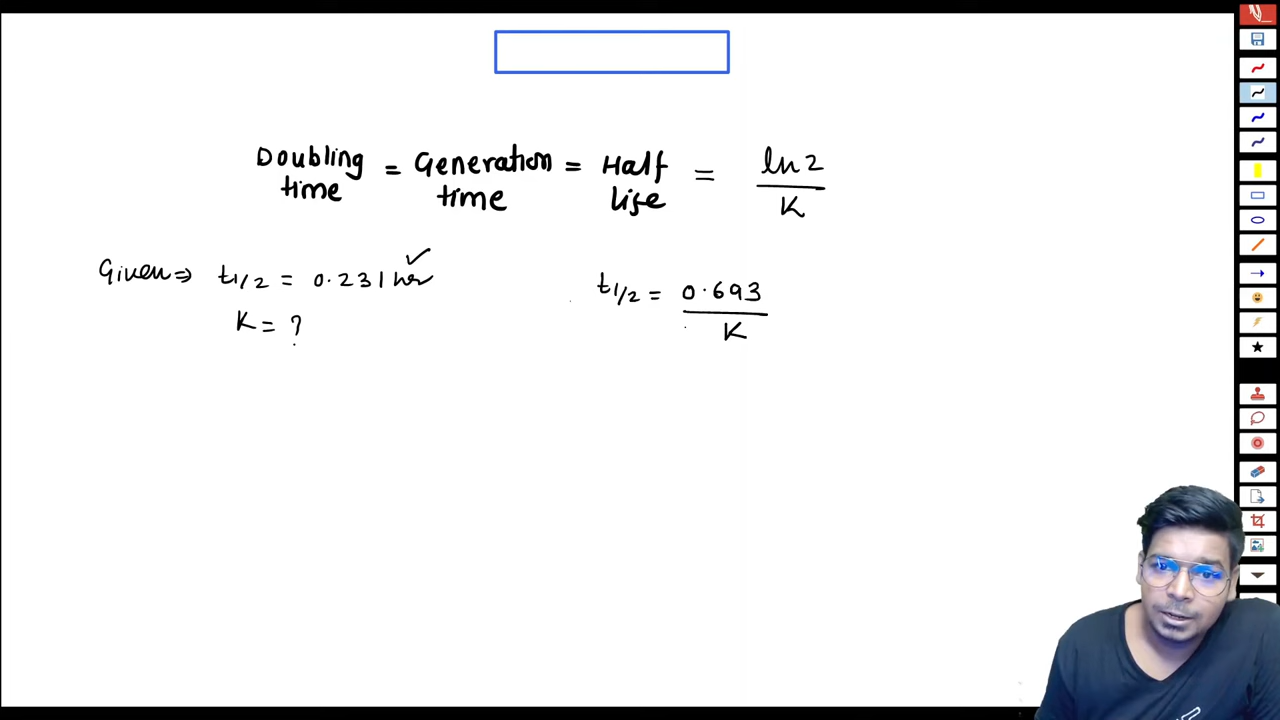 Doubling time = Generation time = Half life = ln 2 / K
Given ⇒ t1/2 = 0.231 hr ✓
K = ?
t1/2 = 0.693 / K